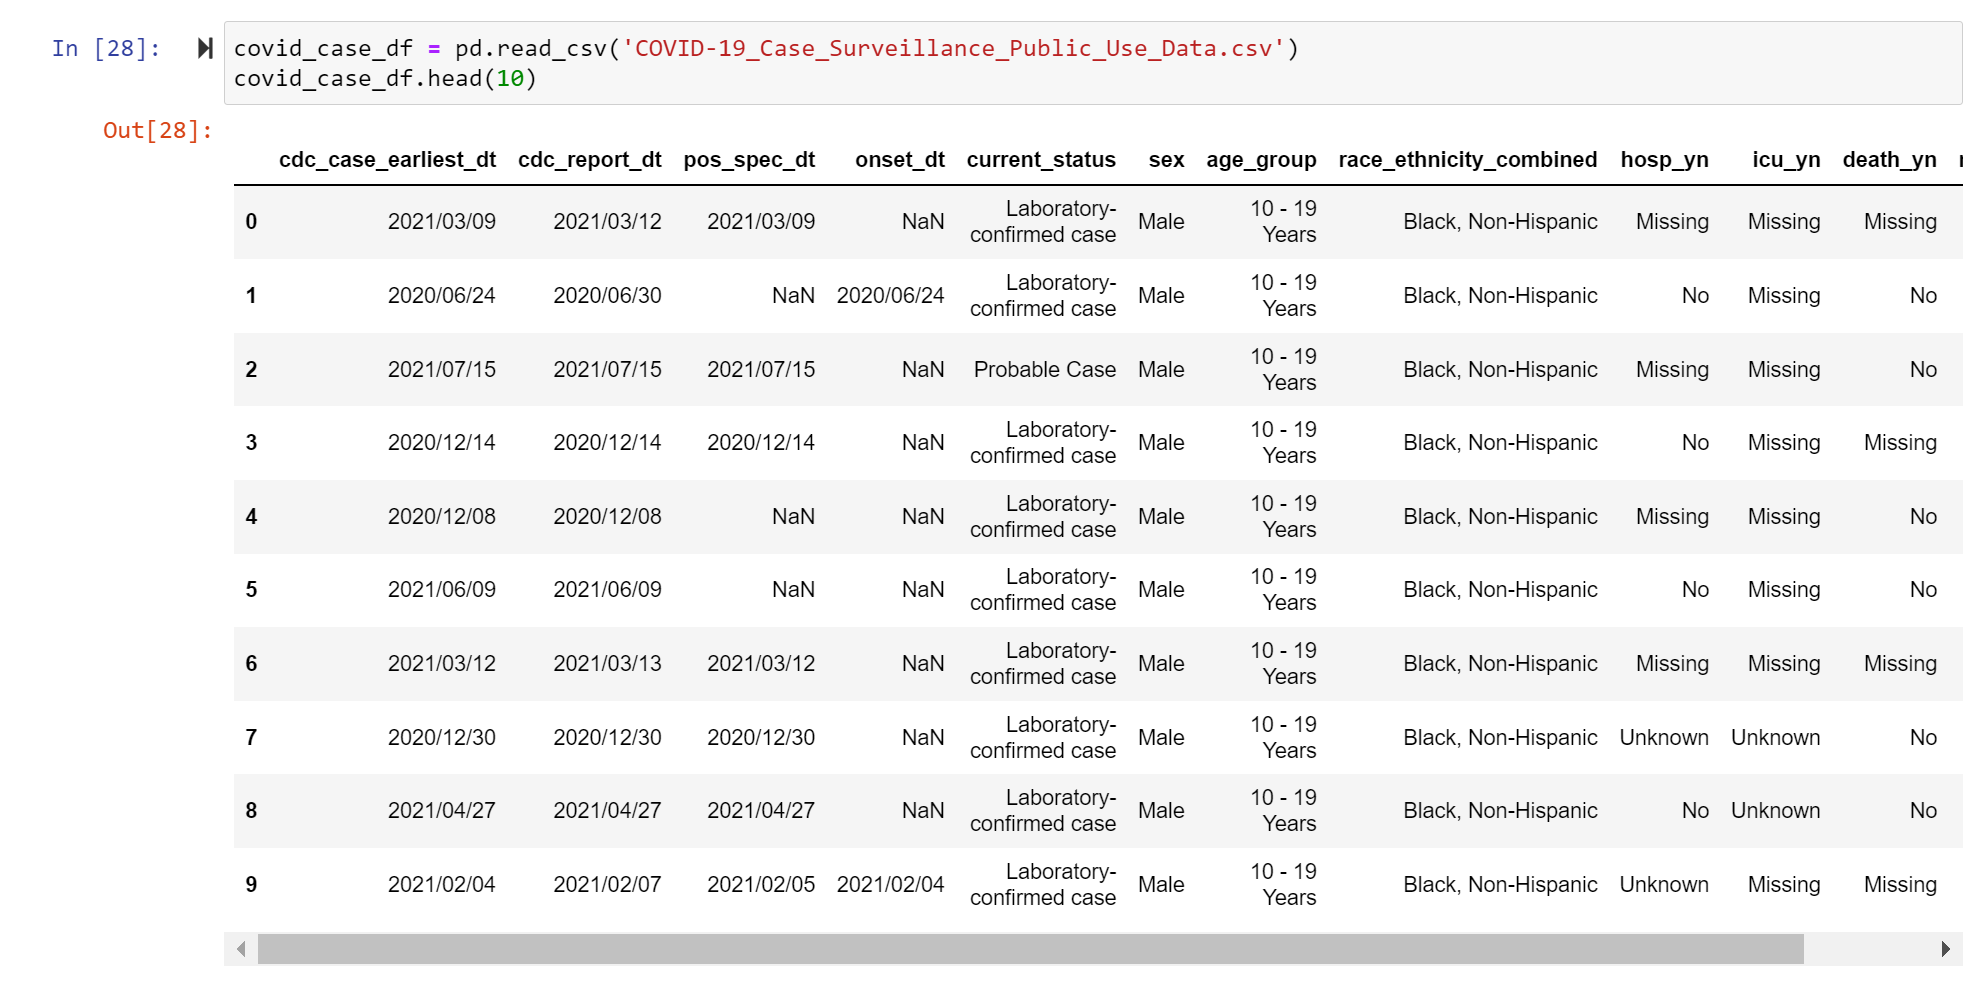 In [28]: covid_case_df = pd.read_csv('COVID-19_Case_Surveillance_Public_Use_Data.csv')
covid_case_df.head(10)
Out[28]:
cdc_case_earliest_dt cdc_report_dt pos_spec_dt onset_dt current_status sex age_group race_ethnicity_combined hosp_yn icu_yn death_yn
0 2021/03/09 2021/03/12 2021/03/09 NaN Laboratory-confirmed case Male 10 - 19 Years Black, Non-Hispanic Missing Missing Missing
1 2020/06/24 2020/06/30 NaN 2020/06/24 Laboratory-confirmed case Male 10 - 19 Years Black, Non-Hispanic No Missing No
2 2021/07/15 2021/07/15 2021/07/15 NaN Probable Case Male 10 - 19 Years Black, Non-Hispanic Missing Missing No
3 2020/12/14 2020/12/14 2020/12/14 NaN Laboratory-confirmed case Male 10 - 19 Years Black, Non-Hispanic No Missing Missing
4 2020/12/08 2020/12/08 NaN NaN Laboratory-confirmed case Male 10 - 19 Years Black, Non-Hispanic Missing Missing No
5 2021/06/09 2021/06/09 NaN NaN Laboratory-confirmed case Male 10 - 19 Years Black, Non-Hispanic No Missing No
6 2021/03/12 2021/03/13 2021/03/12 NaN Laboratory-confirmed case Male 10 - 19 Years Black, Non-Hispanic Missing Missing Missing
7 2020/12/30 2020/12/30 2020/12/30 NaN Laboratory-confirmed case Male 10 - 19 Years Black, Non-Hispanic Unknown Unknown No
8 2021/04/27 2021/04/27 2021/04/27 NaN Laboratory-confirmed case Male 10 - 19 Years Black, Non-Hispanic No Unknown No
9 2021/02/04 2021/02/07 2021/02/05 2021/02/04 Laboratory-confirmed case Male 10 - 19 Years Black, Non-Hispanic Unknown Missing Missing